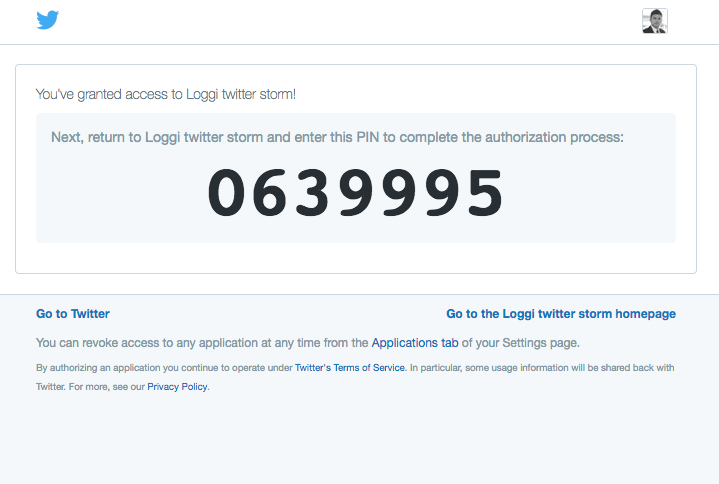 You've granted access to Loggi twitter storm!
Next, return to Loggi twitter storm and enter this PIN to complete the authorization process:
0639995
Go to Twitter
Go to the Loggi twitter storm homepage
You can revoke access to any application at any time from the Applications tab of your Settings page.
By authorizing an application you continue to operate under Twitter's Terms of Service. In particular, some usage information will be shared back with
Twitter. For more, see our Privacy Policy.